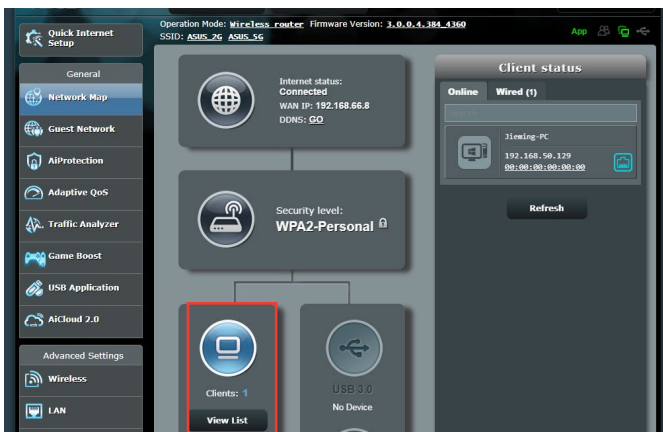 Quick Internet
Setup
Operation Mode: Wireless router Firmware Version: 3.0.0.4.384_4360
SSID: ASUS_2G ASUS_5G
App
General
Network Map
Guest Network
AiProtection
Adaptive QoS
Traffic Analyzer
Game Boost
USB Application
AiCloud 2.0
Advanced Settings
Wireless
LAN
Internet status:
Connected
WAN IP: 192.168.66.8
DDNS: GO
Security level:
WPA2-Personal
Clients: 1
View List
USB 3.0
No Device
Client status
Online Wired (1)
Jieming-PC
192.168.50.129
00:00:00:00:00:00
Refresh